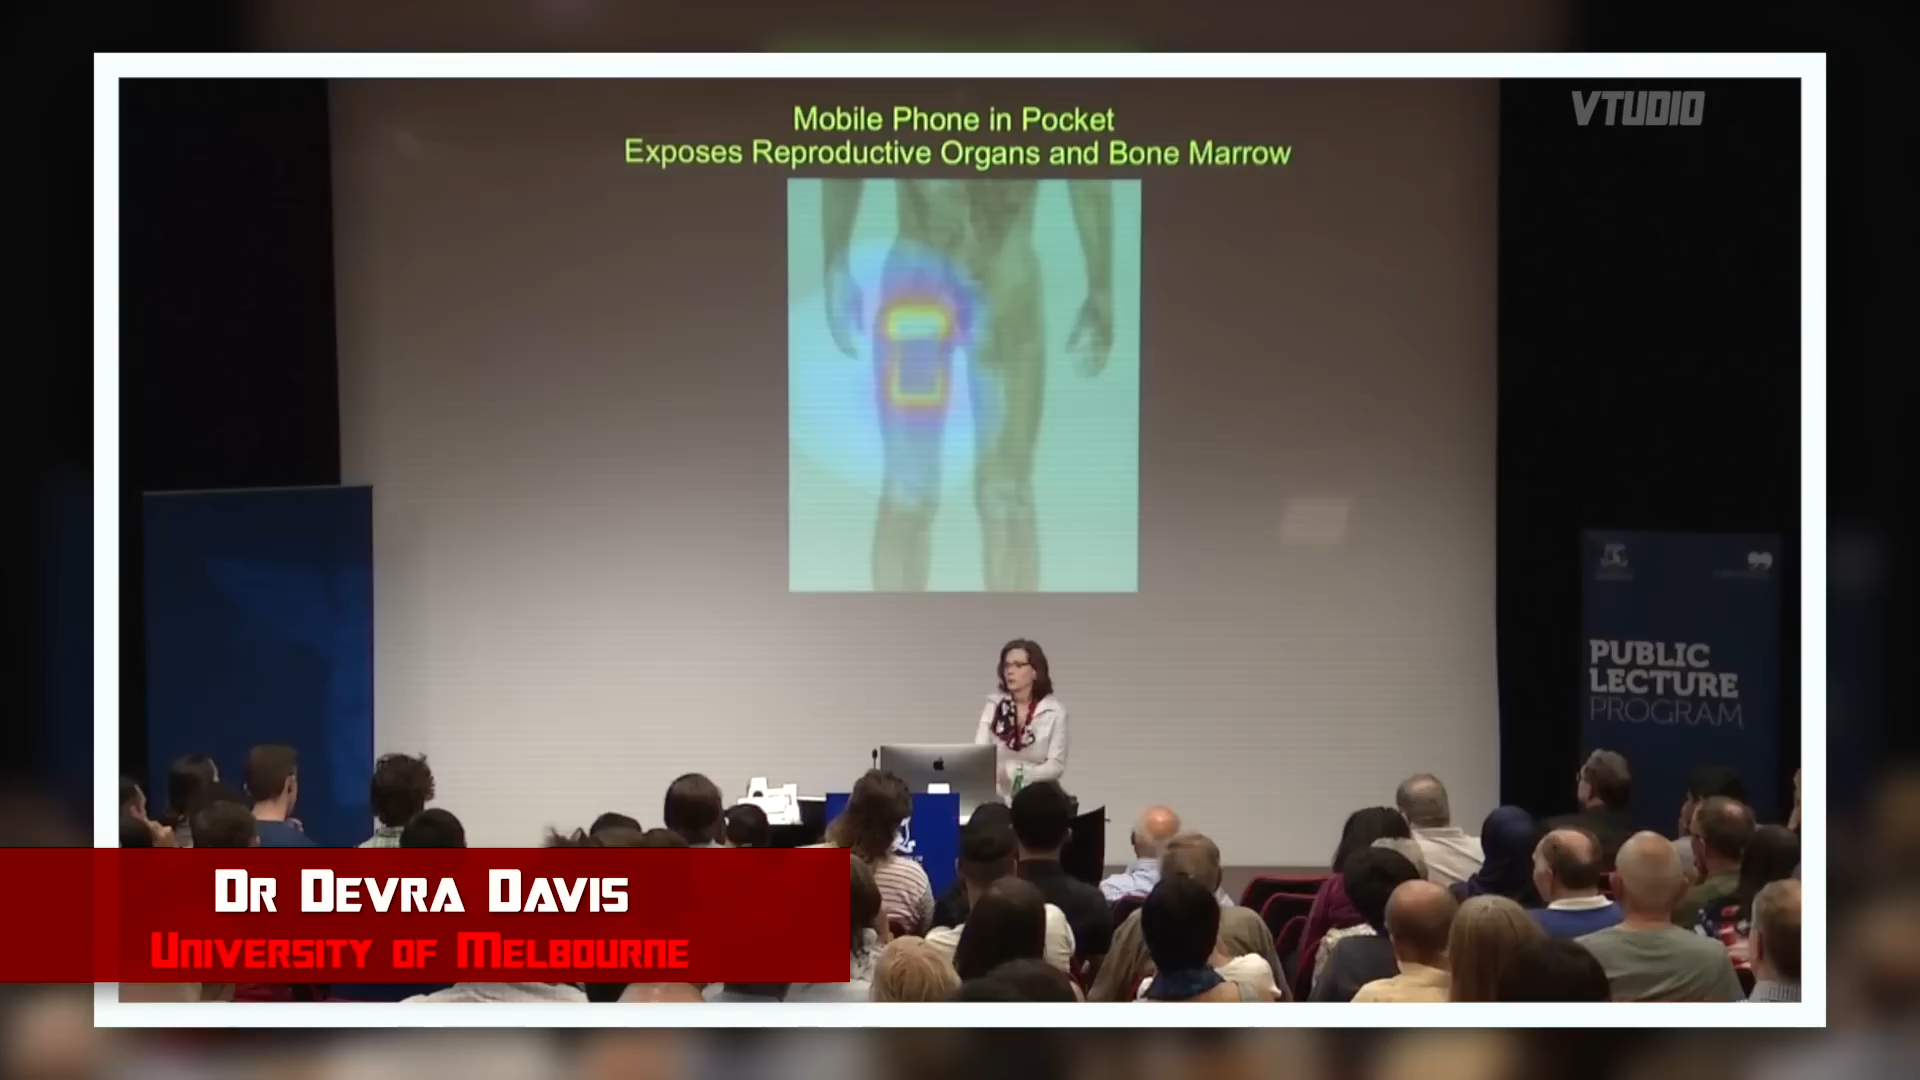 VTUDIO
Mobile Phone in Pocket
Exposes Reproductive Organs and Bone Marrow
PUBLIC
LECTURE
PROGRAM
Dr Devra Davis
University of Melbourne